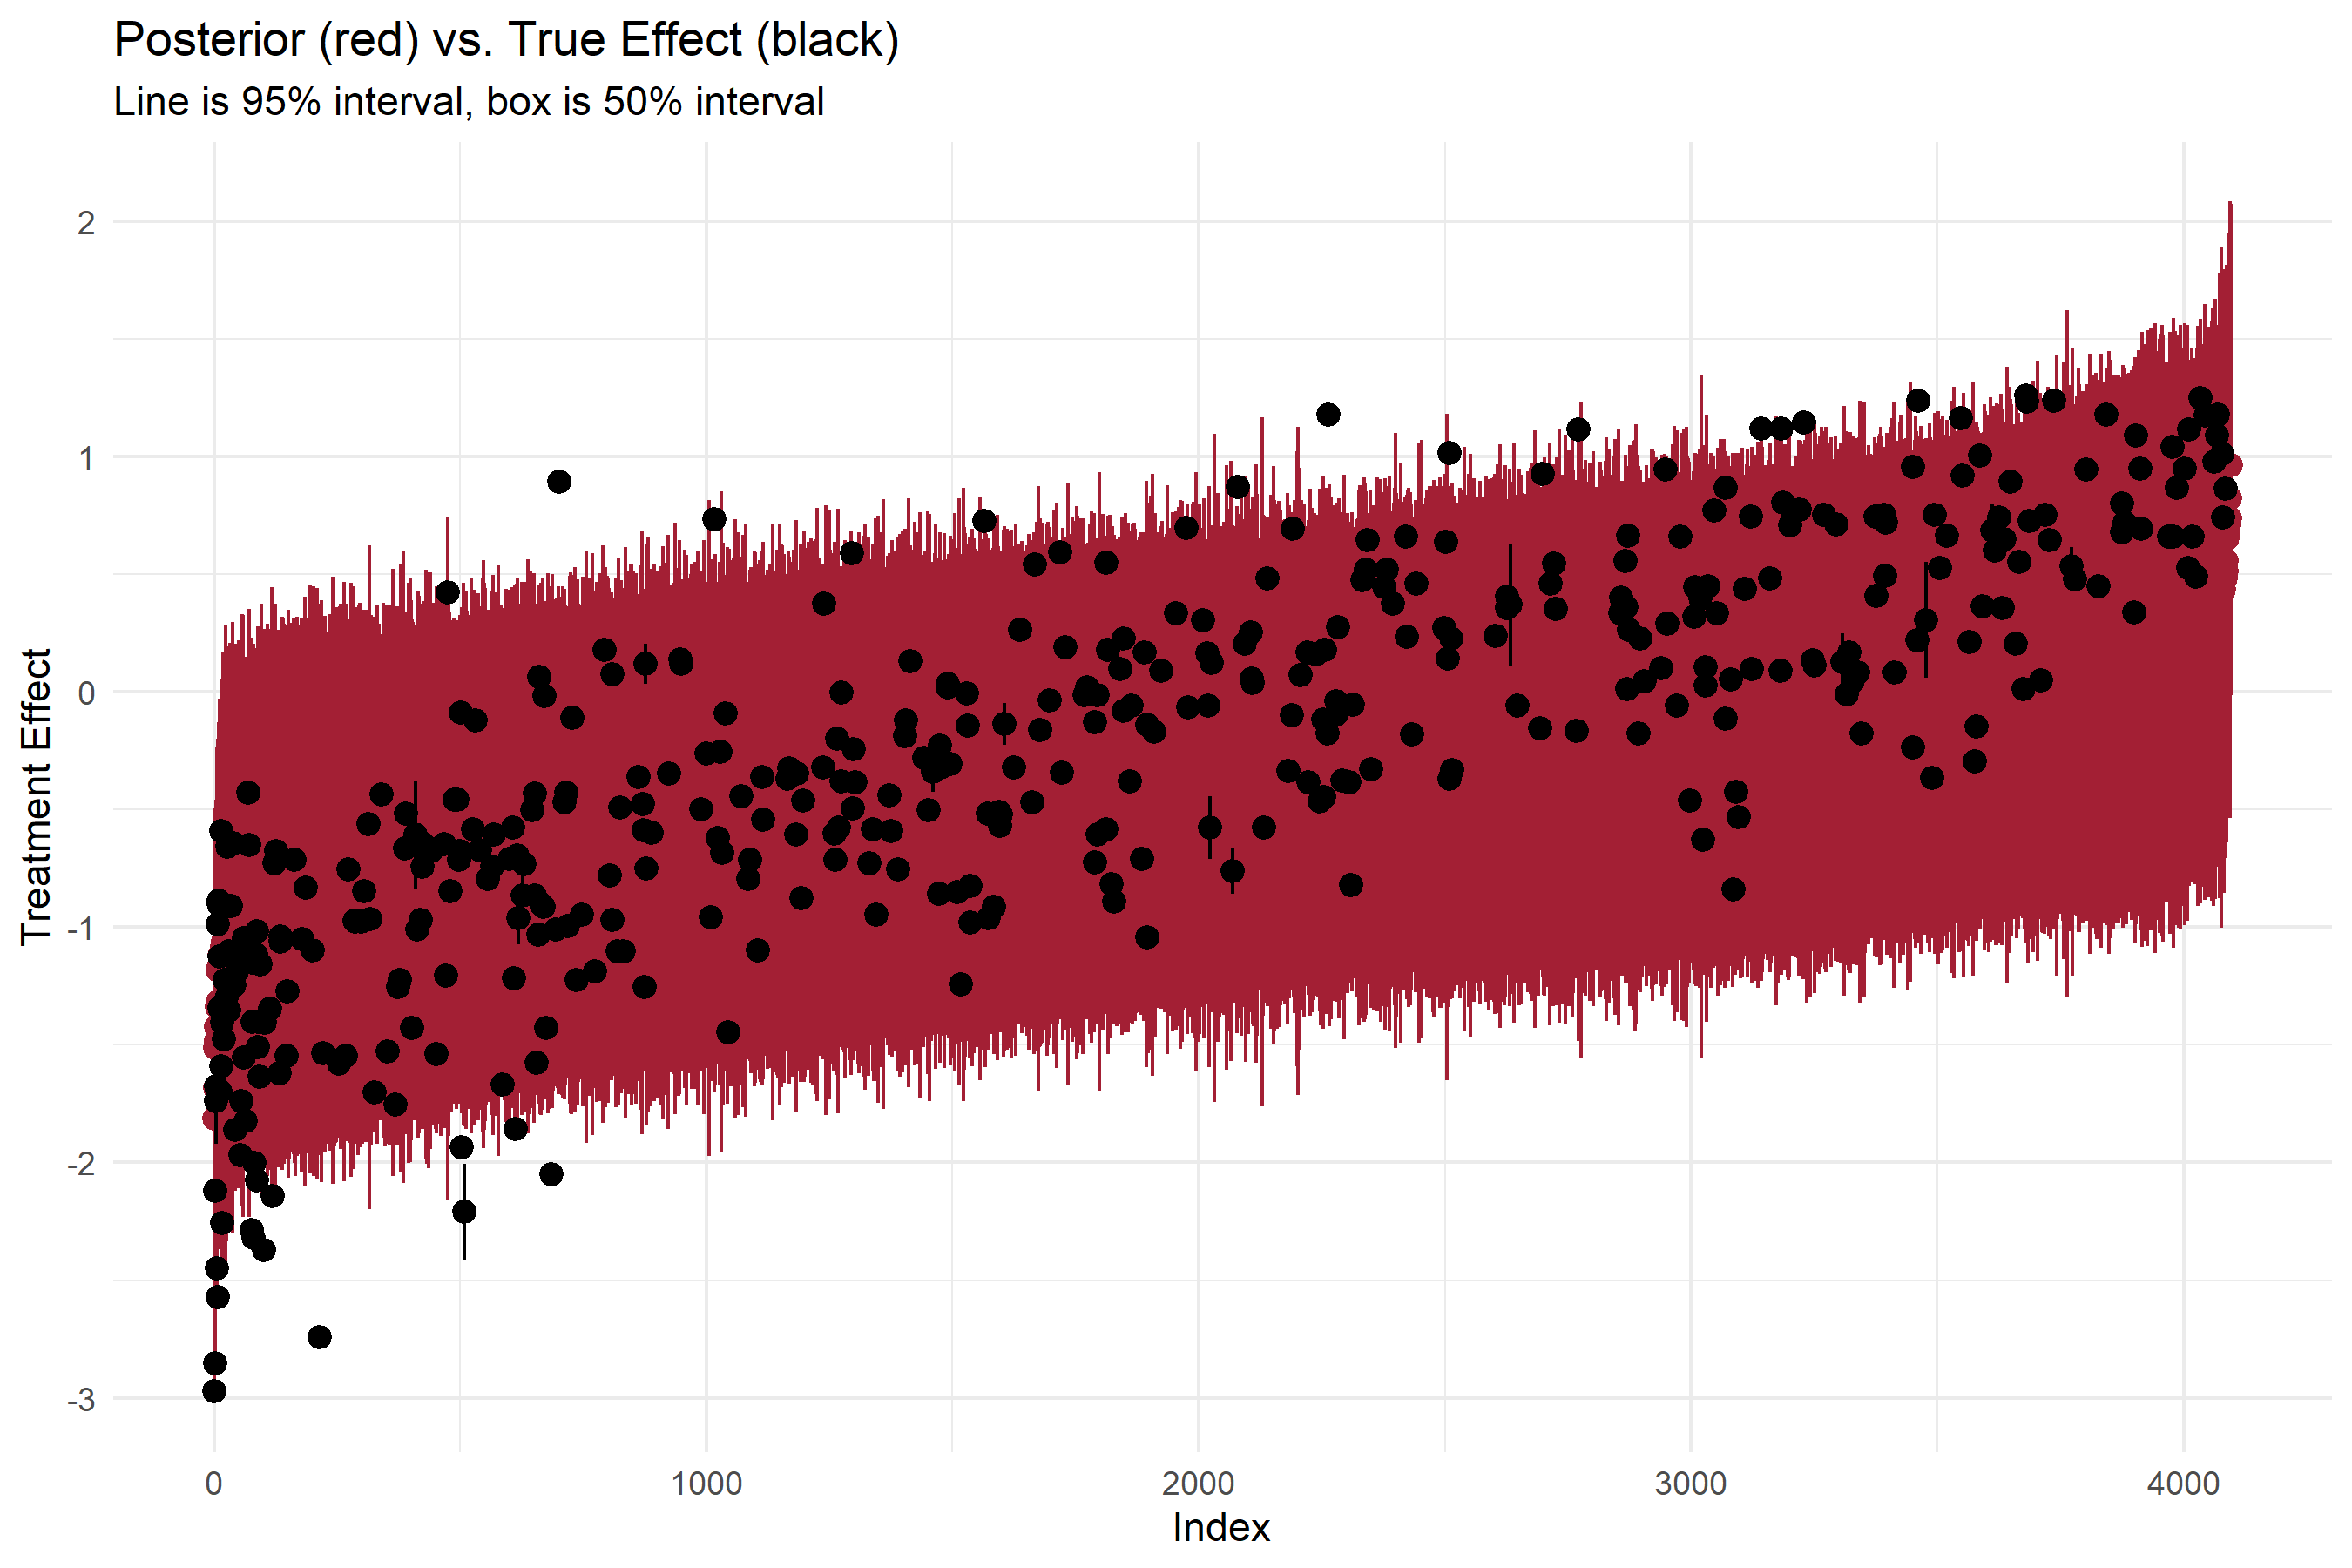 Posterior (red) vs. True Effect (black)
Line is 95% interval, box is 50% interval
Treatment Effect
2
1
0
-1
-2
-3
0
1000
2000
3000
4000
Index